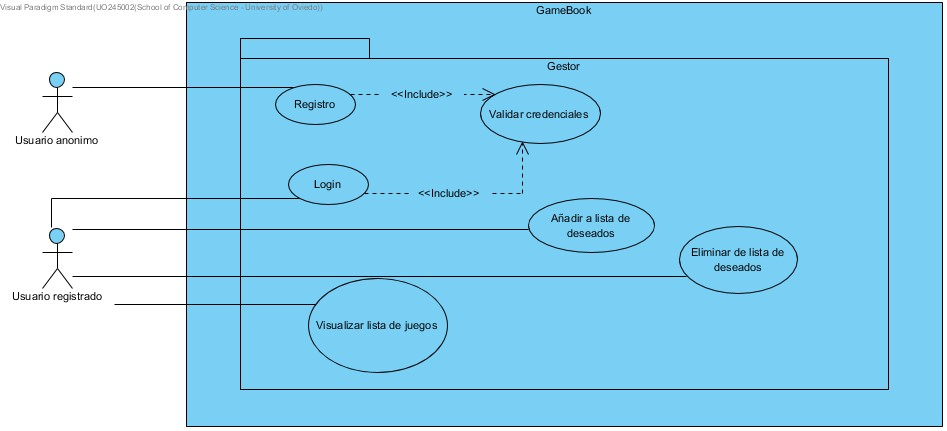 Visual Paradigm Standard(UO245002(School of Computer Science - University of Oviedo))
GameBook
Gestor
Registro
<<Include>>
Validar credenciales
Usuario anonimo
Login
<<Include>>
Añadir a lista de
deseados
Eliminar de lista de
deseados
Usuario registrado
Visualizar lista de juegos